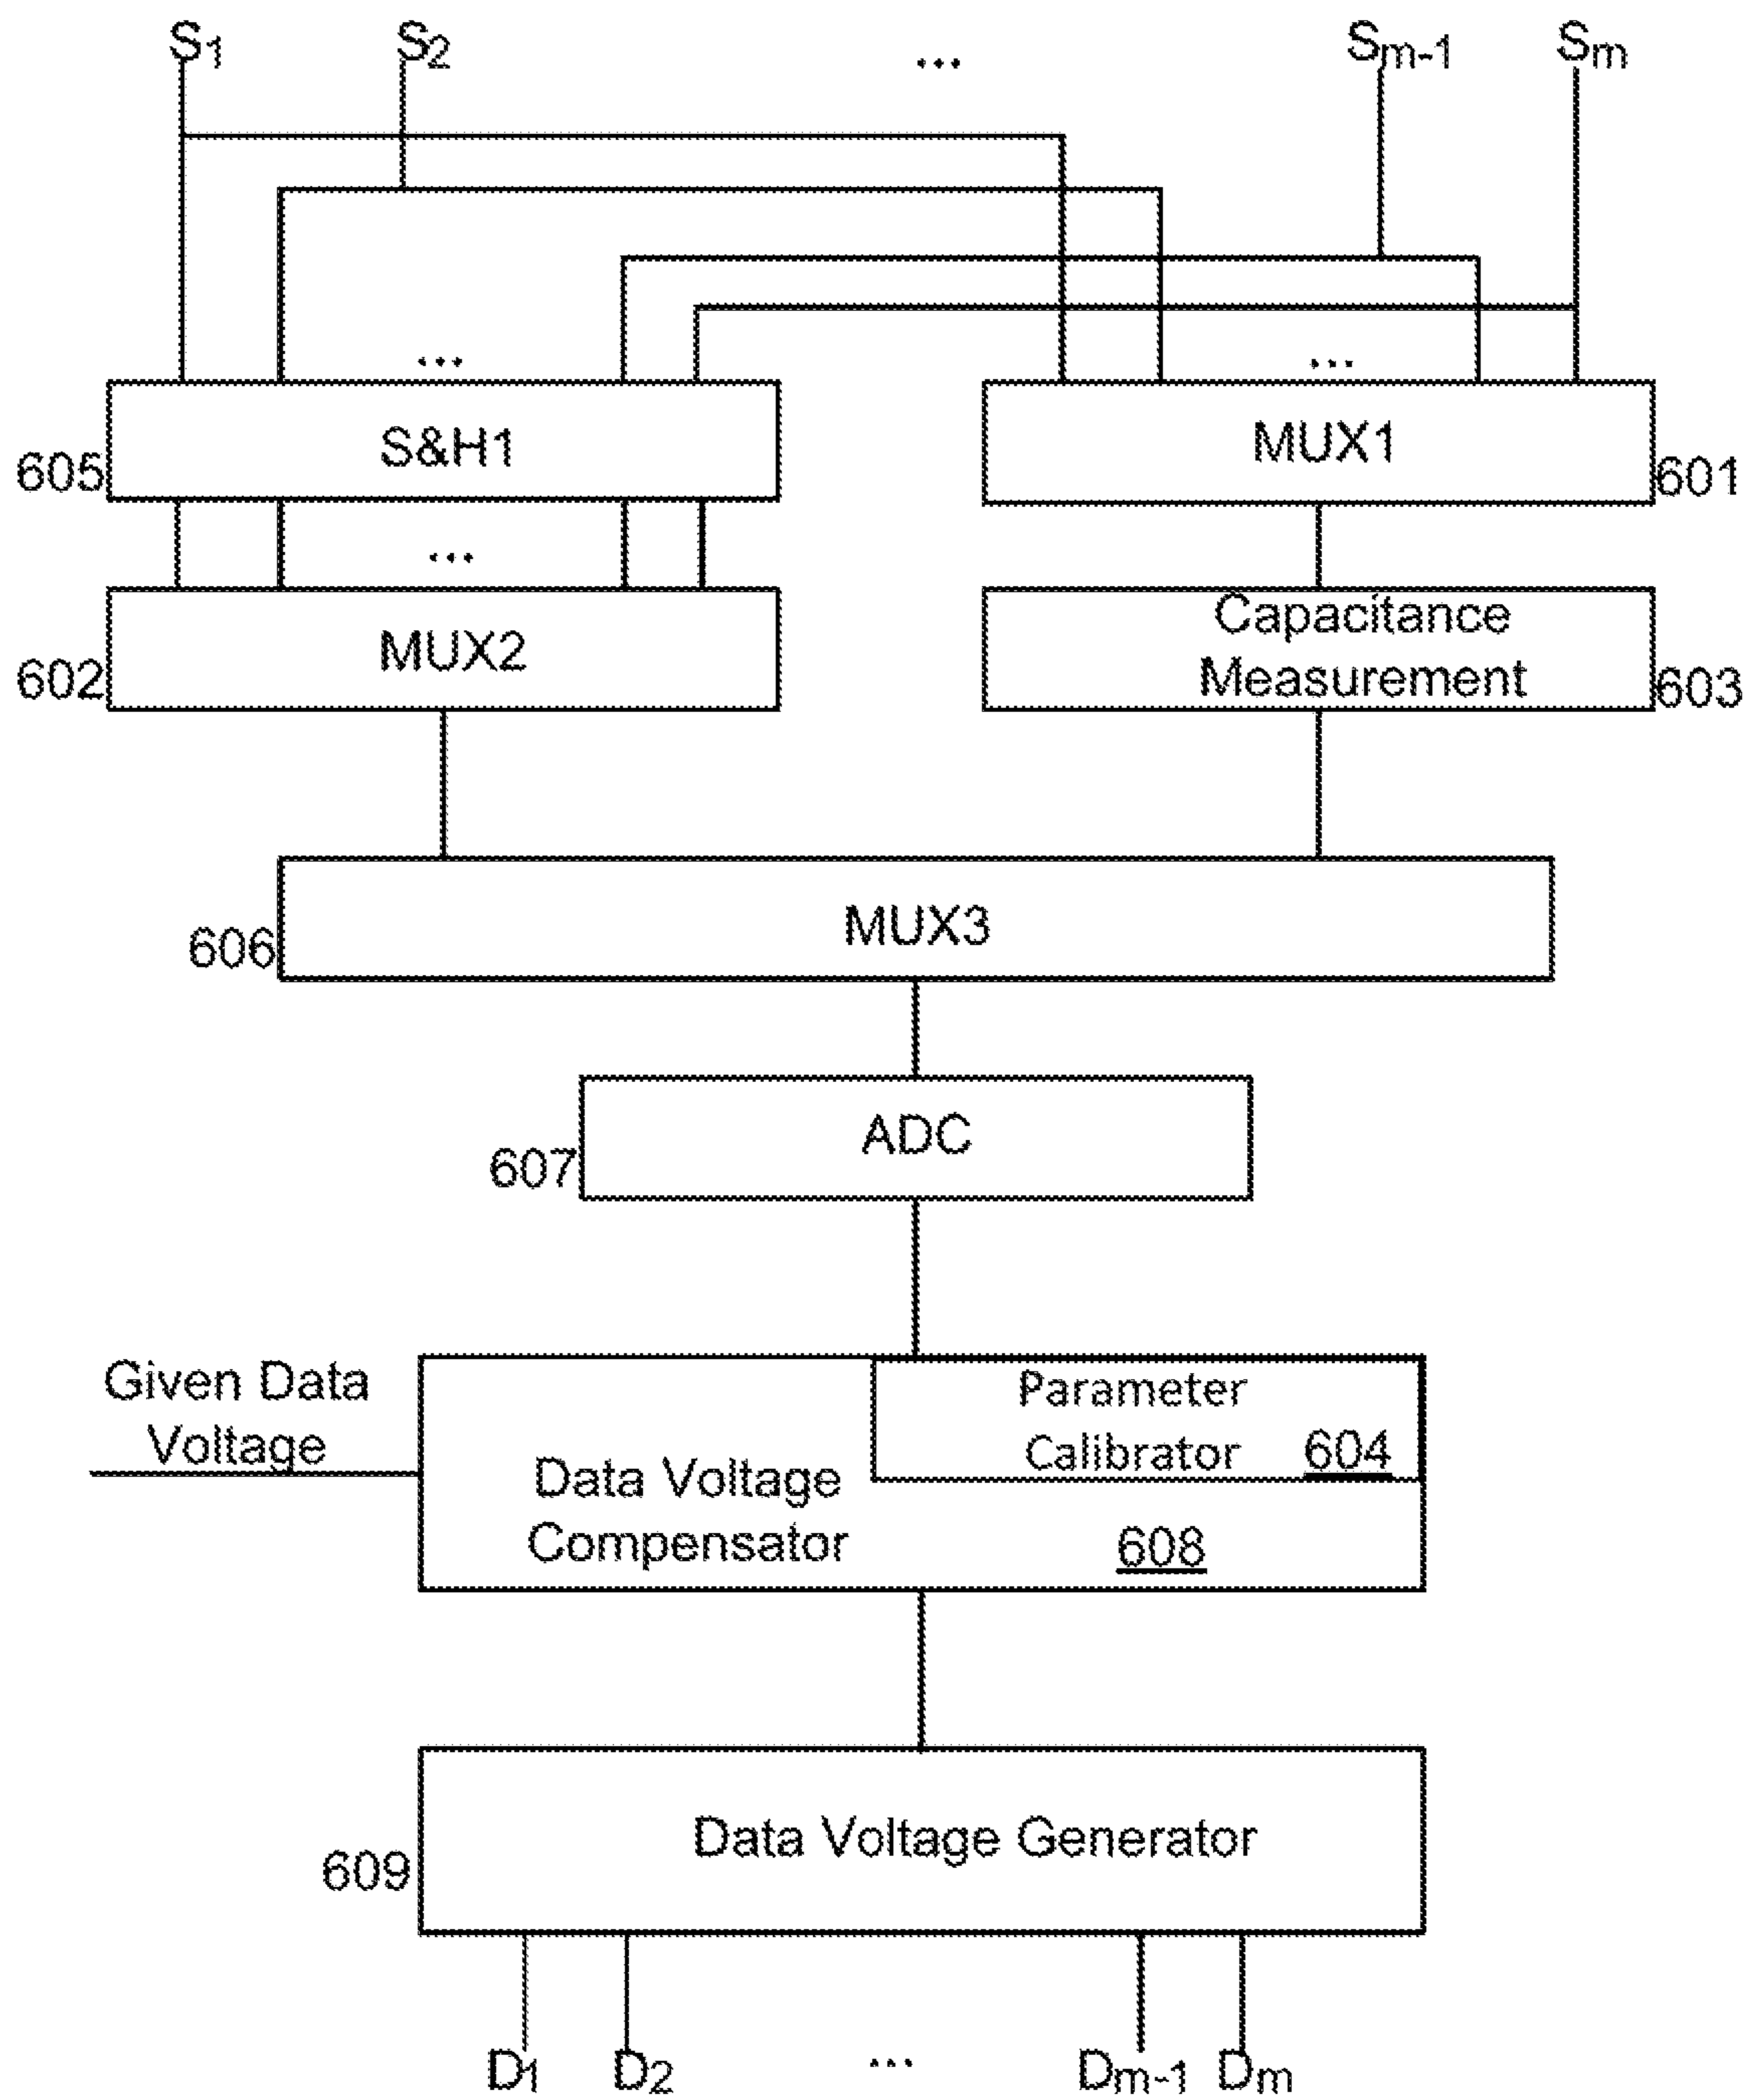 S1 S2 ... Sm-1 Sm
... ...
S&H1 MUX1
605 601
...
MUX2 Capacitance
Measurement
602 603
MUX3
606
ADC
607
Given Data
Voltage
Parameter
Calibrator 604
Data Voltage
Compensator 608
Data Voltage Generator
609
D1 D2 ... Dm-1 Dm